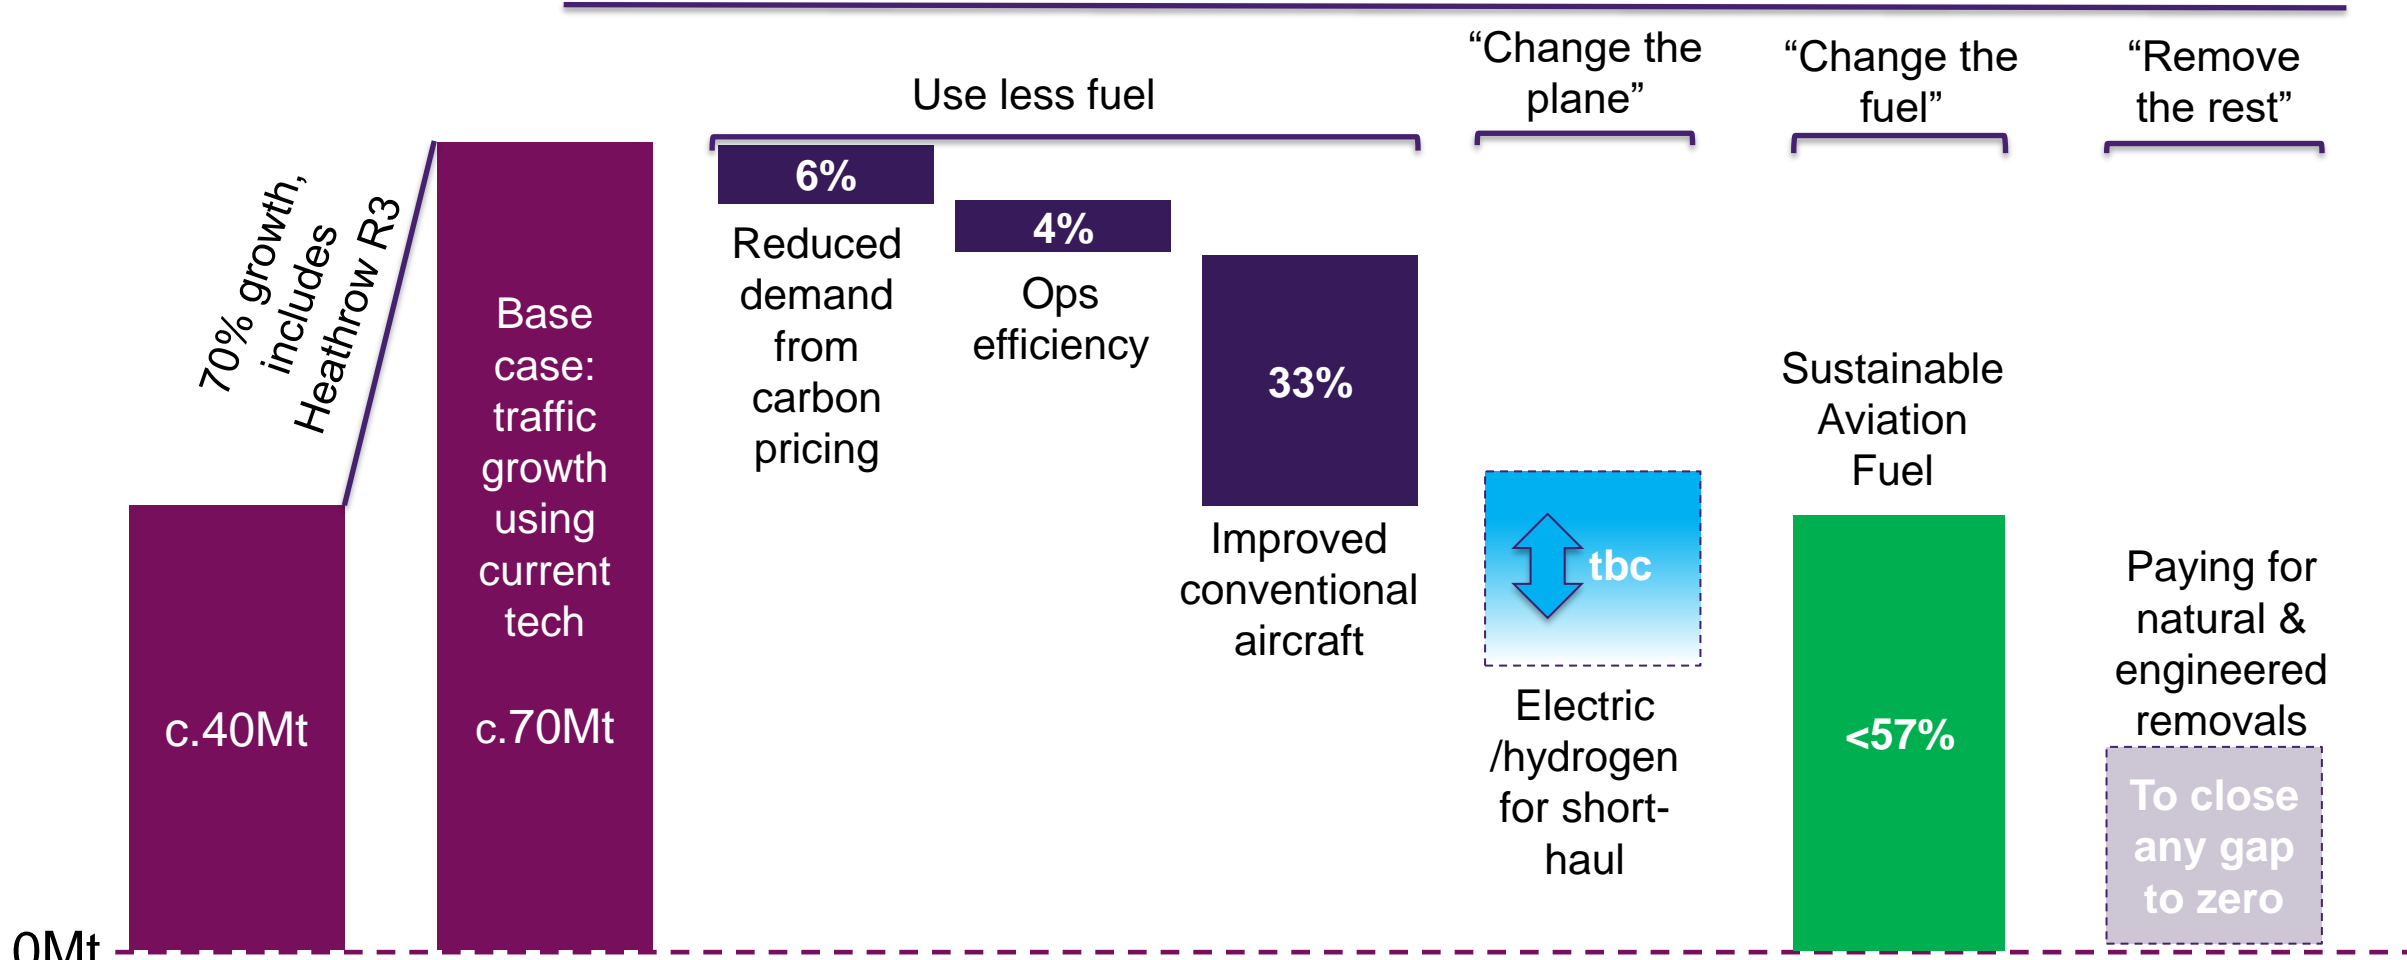 70% growth,
includes
Heathrow R3
c.40Mt
0Mt
Base
case:
traffic
growth
using
current
tech
c.70Mt
Use less fuel
6%
Reduced
demand
from
carbon
pricing
4%
Ops
efficiency
33%
Improved
conventional
aircraft
“Change the
plane”
tbc
Electric
/hydrogen
for short-
haul
“Change the
fuel”
Sustainable
Aviation
Fuel
<57%
“Remove
the rest”
Paying for
natural &
engineered
removals
To close
any gap
to zero